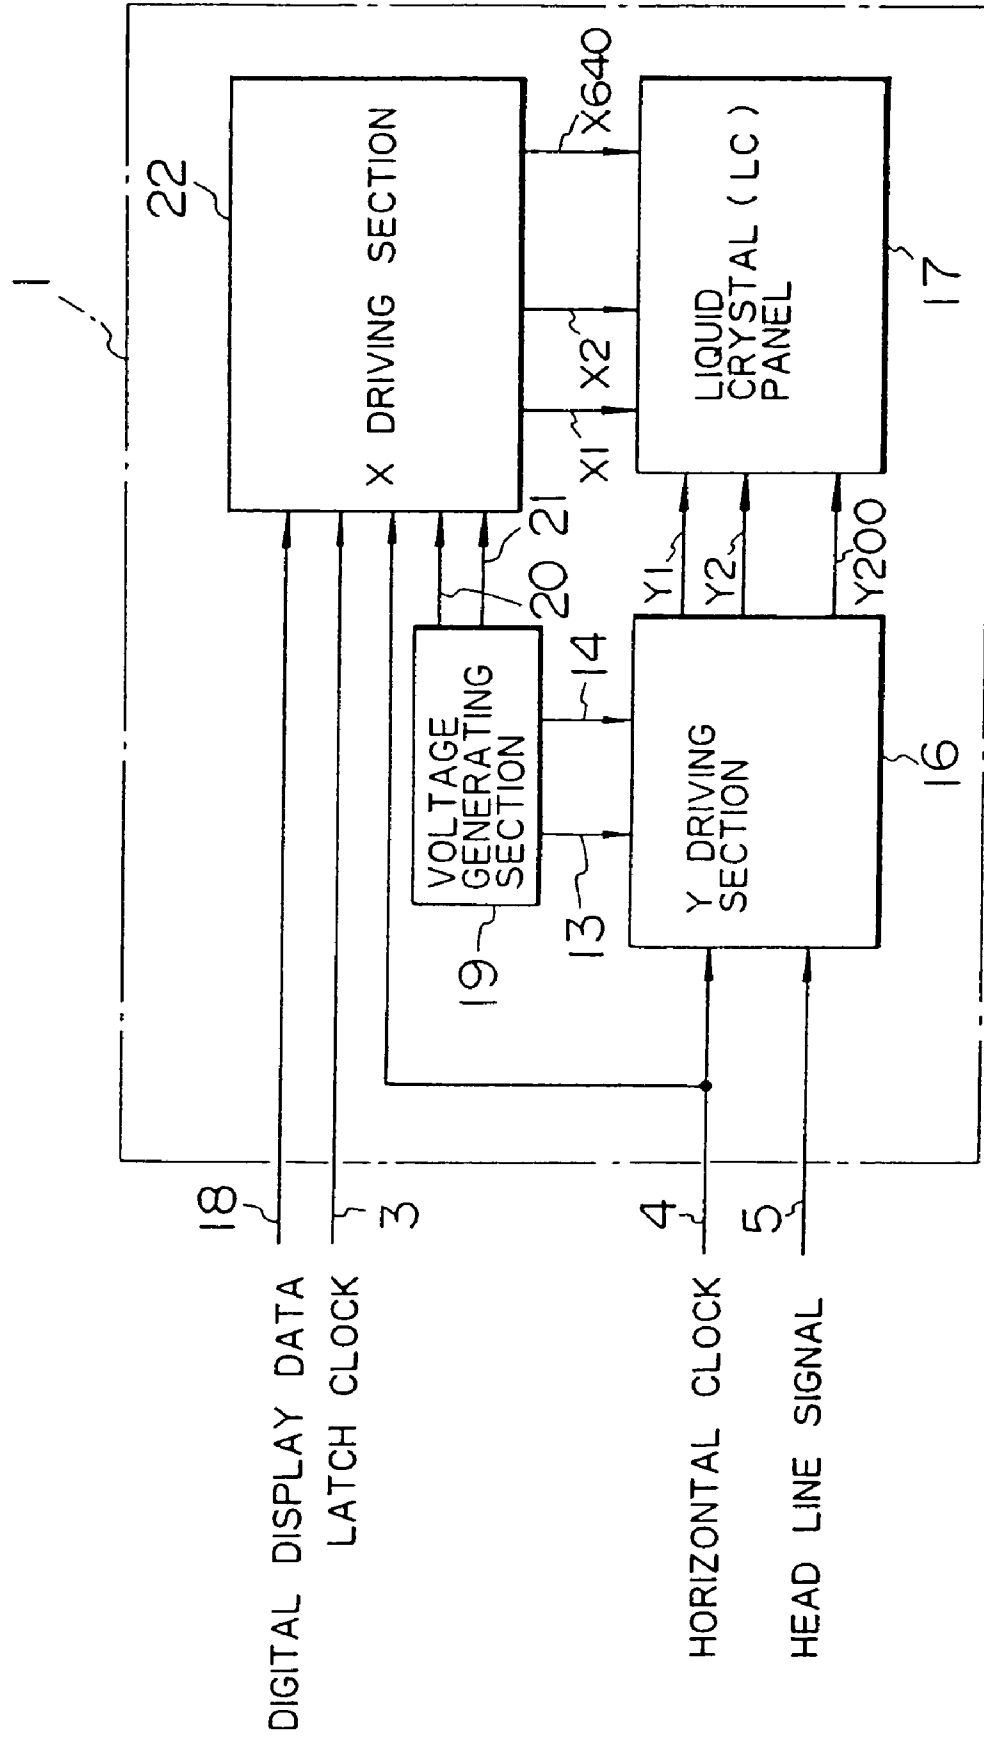 1
22
X DRIVING SECTION
18
DIGITAL DISPLAY DATA
3
LATCH CLOCK
20
21
VOLTAGE
GENERATING
SECTION
19
13
14
X1
X2
X640
4
HORIZONTAL CLOCK
5
HEAD LINE SIGNAL
Y DRIVING
SECTION
16
Y1
Y2
Y200
LIQUID
CRYSTAL (LC)
PANEL
17